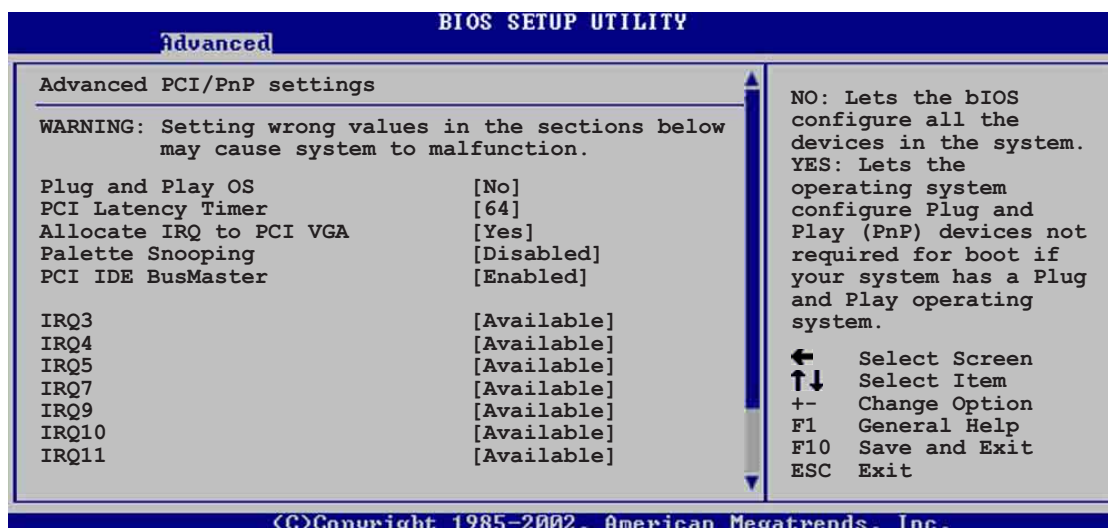 BIOS SETUP UTILITY
Advanced
Advanced PCI/PnP settings
WARNING: Setting wrong values in the sections below
may cause system to malfunction.
Plug and Play OS [No]
PCI Latency Timer [64]
Allocate IRQ to PCI VGA [Yes]
Palette Snooping [Disabled]
PCI IDE BusMaster [Enabled]
IRQ3 [Available]
IRQ4 [Available]
IRQ5 [Available]
IRQ7 [Available]
IRQ9 [Available]
IRQ10 [Available]
IRQ11 [Available]
NO: Lets the bIOS
configure all the
devices in the system.
YES: Lets the
operating system
configure Plug and
Play (PnP) devices not
required for boot if
your system has a Plug
and Play operating
system.
← Select Screen
↑↓ Select Item
+- Change Option
F1 General Help
F10 Save and Exit
ESC Exit
(C)Copyright 1985-2002, American Megatrends, Inc.